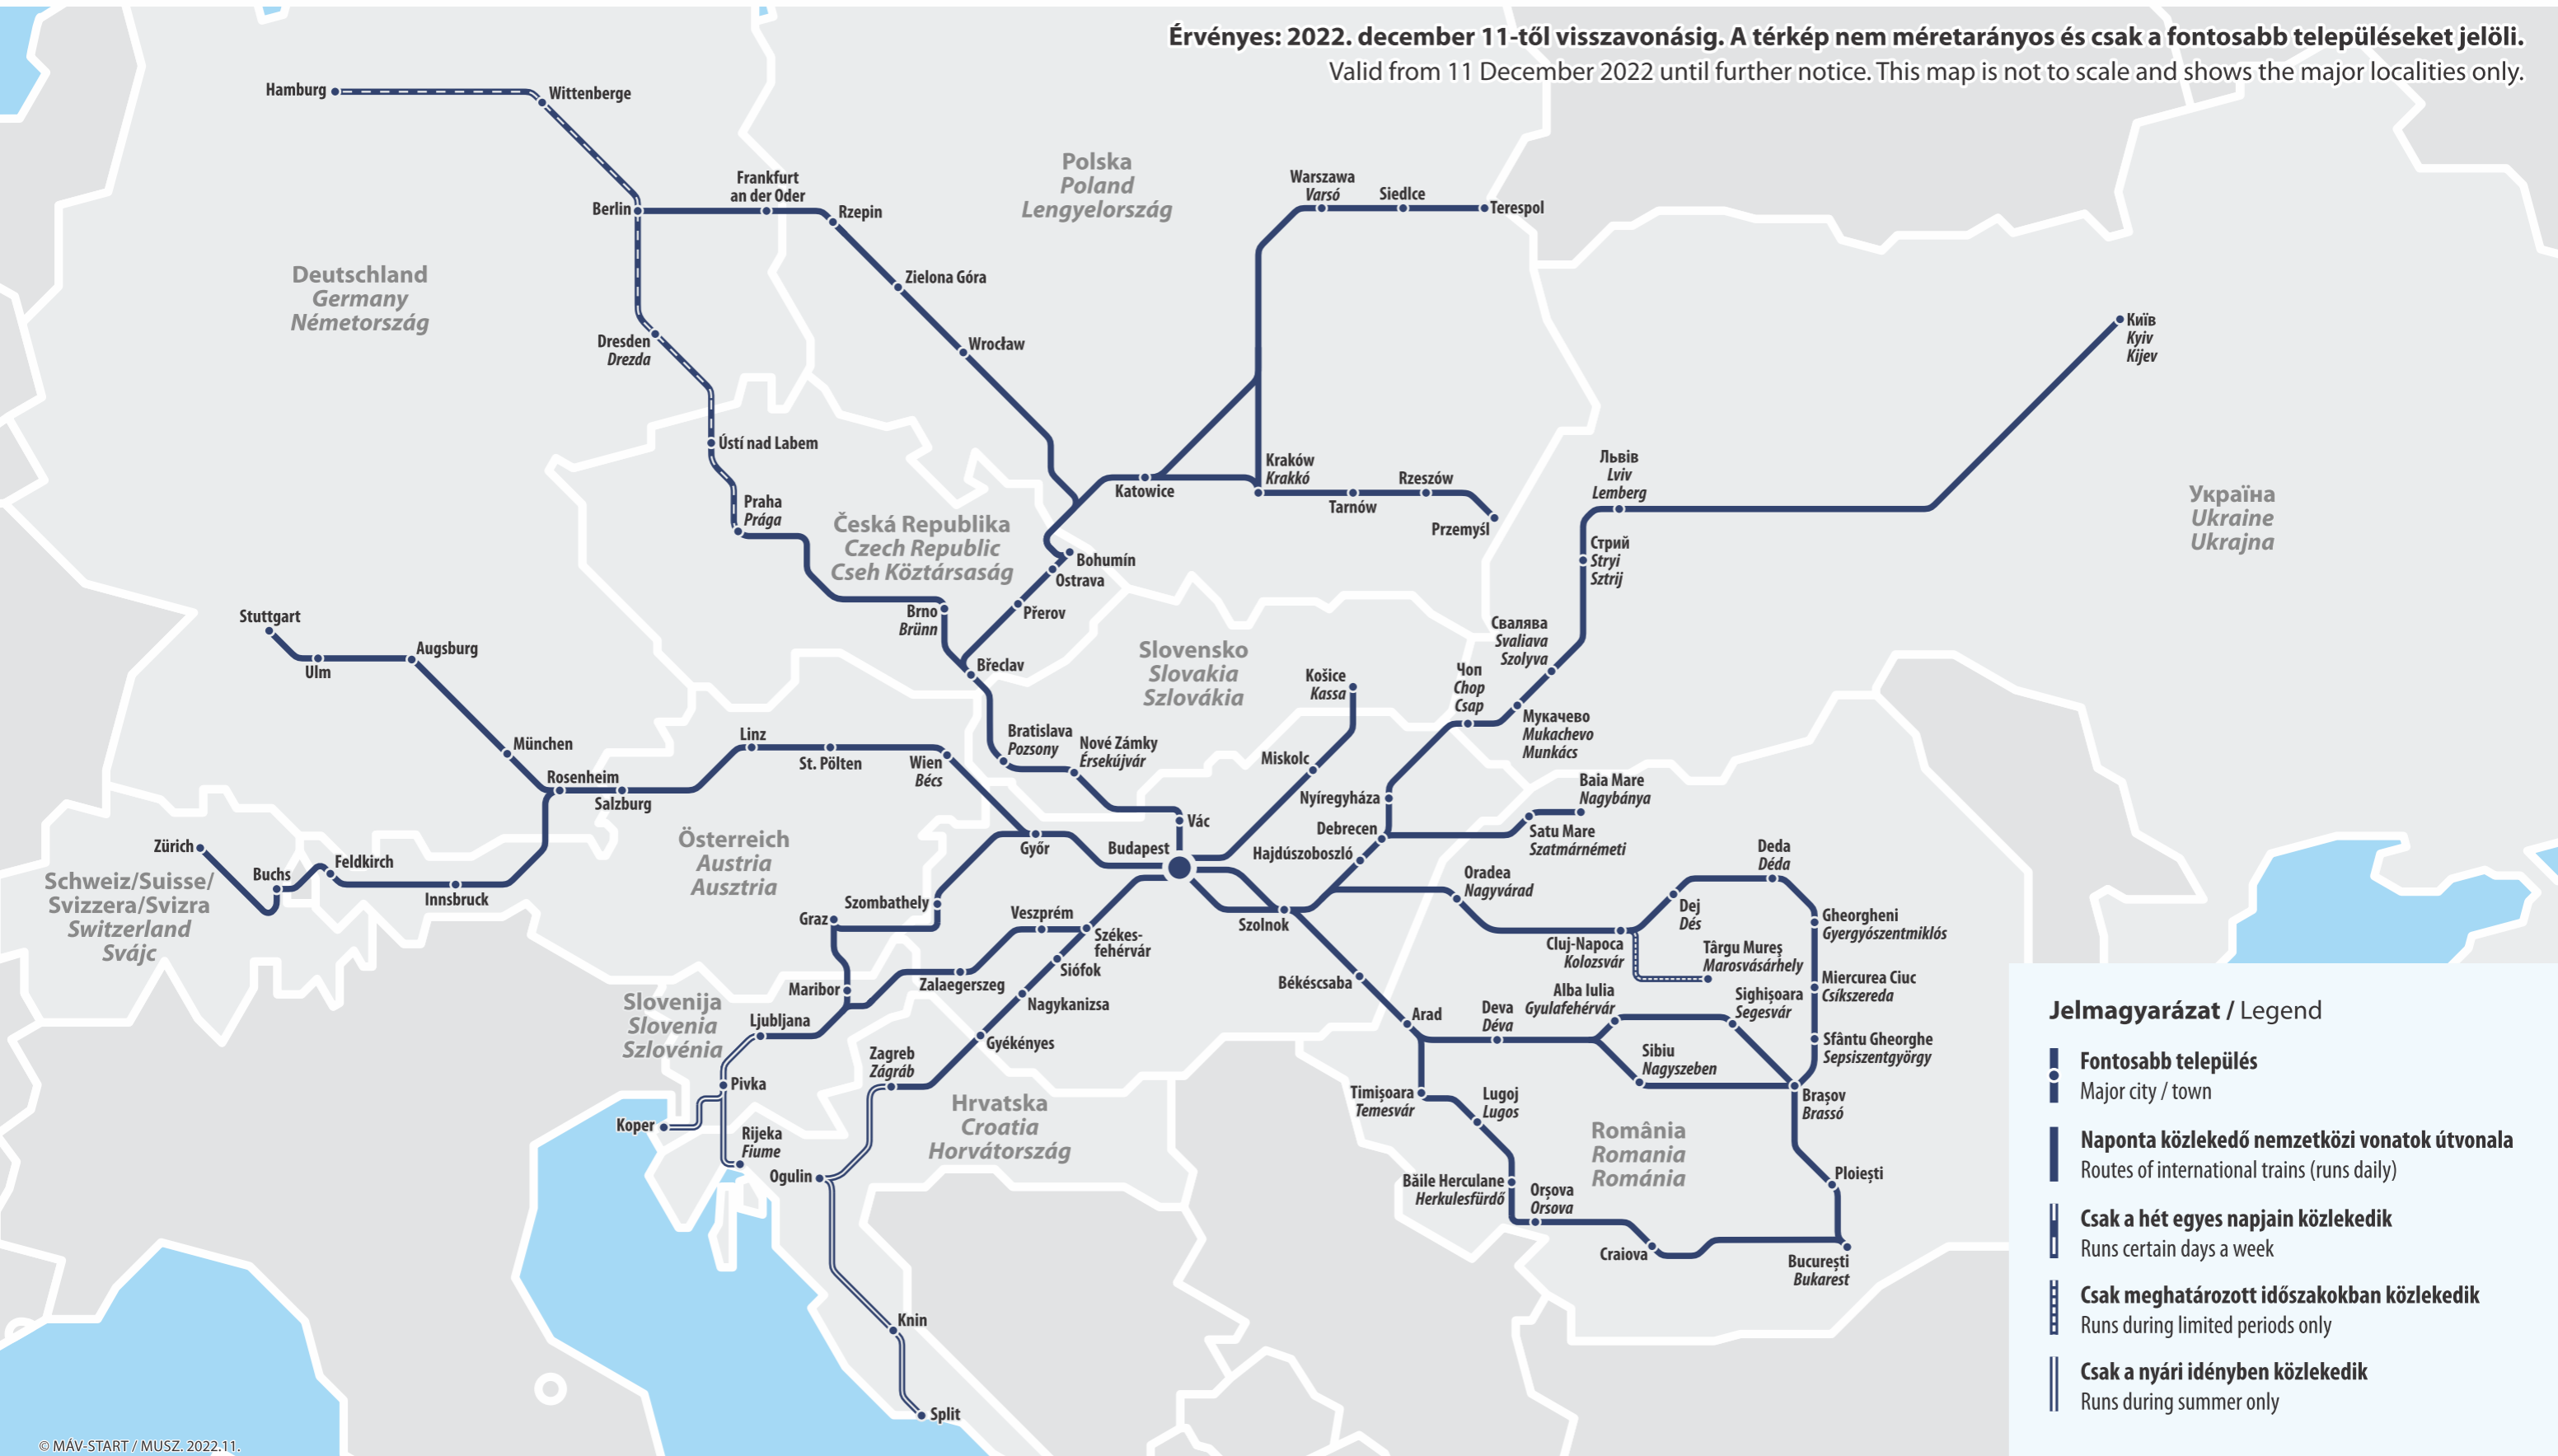 Érvényes: 2022. december 11-től visszavonásig. A térkép nem méretarányos és csak a fontosabb településeket jelöli.
Valid from 11 December 2022 until further notice. This map is not to scale and shows the major localities only.
Hamburg
Wittenberge
Berlin
Frankfurt
an der Oder
Rzepin
Polska
Poland
Lengyelország
Warszawa
Varsó
Siedlce
Terespol
Deutschland
Germany
Németország
Zielona Góra
Dresden
Drezda
Wrocław
Київ
Kyiv
Kijev
Ústí nad Labem
Praha
Prága
Česká Republika
Czech Republic
Cseh Köztársaság
Katowice
Kraków
Krakkó
Tarnów
Rzeszów
Przemyśl
Львів
Lviv
Lemberg
Україна
Ukraine
Ukrajna
Стрий
Stryi
Sztrij
Bohumín
Ostrava
Přerov
Brno
Brünn
Břeclav
Stuttgart
Ulm
Augsburg
Slovensko
Slovakia
Szlovákia
Košice
Kassa
Свалява
Svaliava
Szolyva
Чоп
Chop
Csap
Мукачево
Mukachevo
Munkács
München
Rosenheim
Salzburg
Linz
St. Pölten
Wien
Bécs
Bratislava
Pozsony
Nové Zámky
Érsekújvár
Miskolc
Nyíregyháza
Baia Mare
Nagybánya
Vác
Debrecen
Satu Mare
Szatmárnémeti
Zürich
Buchs
Feldkirch
Innsbruck
Schweiz/Suisse/
Svizzera/Svizra
Switzerland
Svájc
Österreich
Austria
Ausztria
Győr
Budapest
Hajdúszoboszló
Oradea
Nagyvárad
Deda
Déda
Dej
Dés
Gheorgheni
Gyergyószentmiklós
Graz
Szombathely
Veszprém
Székes-
fehérvár
Siófok
Szolnok
Cluj-Napoca
Kolozsvár
Târgu Mureș
Marosvásárhely
Maribor
Zalaegerszeg
Nagykanizsa
Békéscsaba
Miercurea Ciuc
Csíkszereda
Slovenija
Slovenia
Szlovénia
Ljubljana
Gyékényes
Arad
Deva
Déva
Alba Iulia
Gyulafehérvár
Sighișoara
Segesvár
Sfântu Gheorghe
Sepsiszentgyörgy
Zagreb
Zágráb
Sibiu
Nagyszeben
Pivka
Koper
Rijeka
Fiume
Ogulin
Hrvatska
Croatia
Horvátország
Timișoara
Temesvár
Lugoj
Lugos
Brașov
Brassó
România
Romania
Románia
Băile Herculane
Herkulesfürdő
Orșova
Orsova
Ploiești
Craiova
București
Bukarest
Knin
Split
Jelmagyarázat / Legend
Fontosabb település
Major city / town
Naponta közlekedő nemzetközi vonatok útvonala
Routes of international trains (runs daily)
Csak a hét egyes napjain közlekedik
Runs certain days a week
Csak meghatározott időszakokban közlekedik
Runs during limited periods only
Csak a nyári idényben közlekedik
Runs during summer only
© MÁV-START / MUSZ. 2022.11.